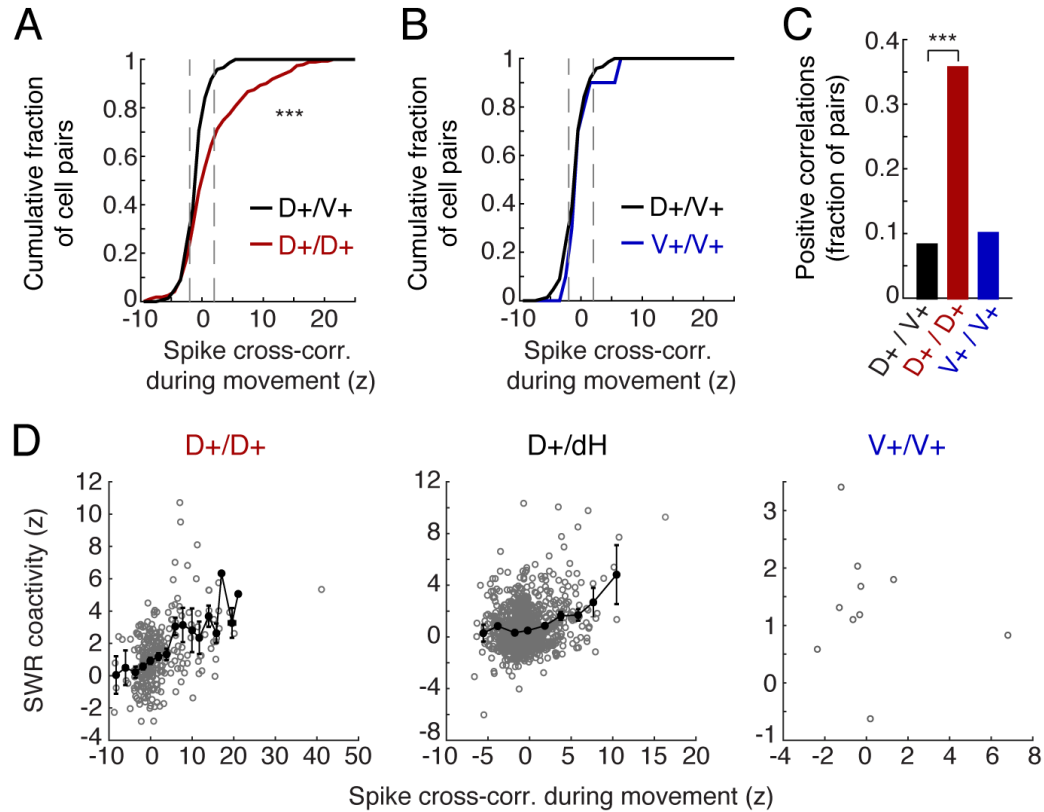 A
B
C
Cumulative fraction
of cell pairs
1
0.8
0.6
0.4
0.2
0
***
D+/V+
D+/D+
-10 0 10 20
Spike cross-corr.
during movement (z)
Cumulative fraction
of cell pairs
1
0.8
0.6
0.4
0.2
0
D+/V+
V+/V+
-10 0 10 20
Spike cross-corr.
during movement (z)
Positive correlations
(fraction of pairs)
0.4
0.3
0.2
0.1
0
***
D+ / V+
D+ / D+
V+ / V+
D
D+/D+
D+/dH
V+/V+
SWR coactivity (z)
12
10
8
6
4
2
0
-2
-4
-10 0 10 20 30 40 50
12
8
4
0
-4
-8
-10 -5 0 5 10 15 20
3
2
1
0
-1
-4 -2 0 2 4 6 8
Spike cross-corr. during movement (z)